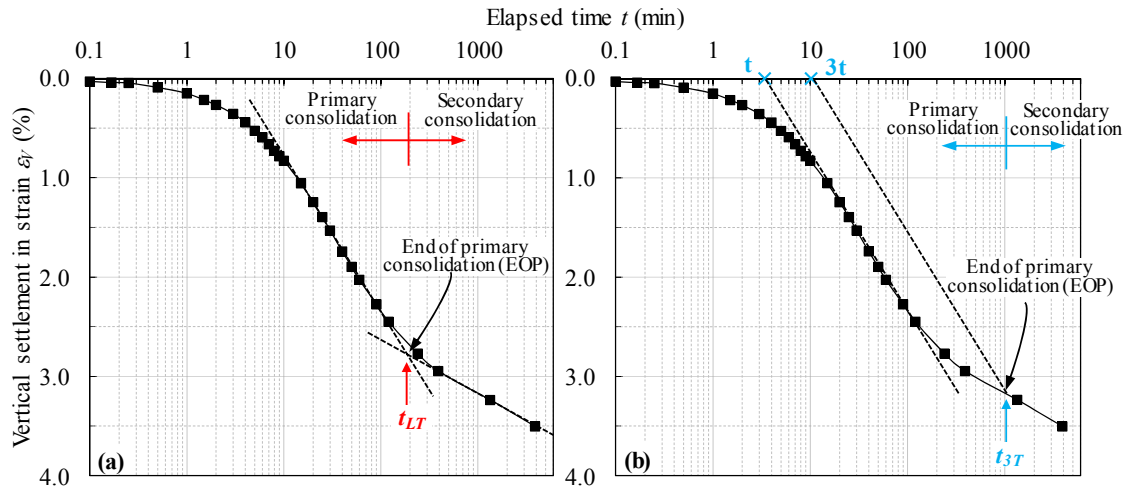 Elapsed time t (min)
0.1 1 10 100 1000
0.1 1 10 100 1000
Vertical settlement in strain εv (%)
0.0
1.0
2.0
3.0
4.0
Primary consolidation
Secondary consolidation
End of primary
consolidation (EOP)
tLT
(a)
0.0
1.0
2.0
3.0
4.0
t
3t
Primary consolidation
Secondary consolidation
End of primary
consolidation (EOP)
t3T
(b)